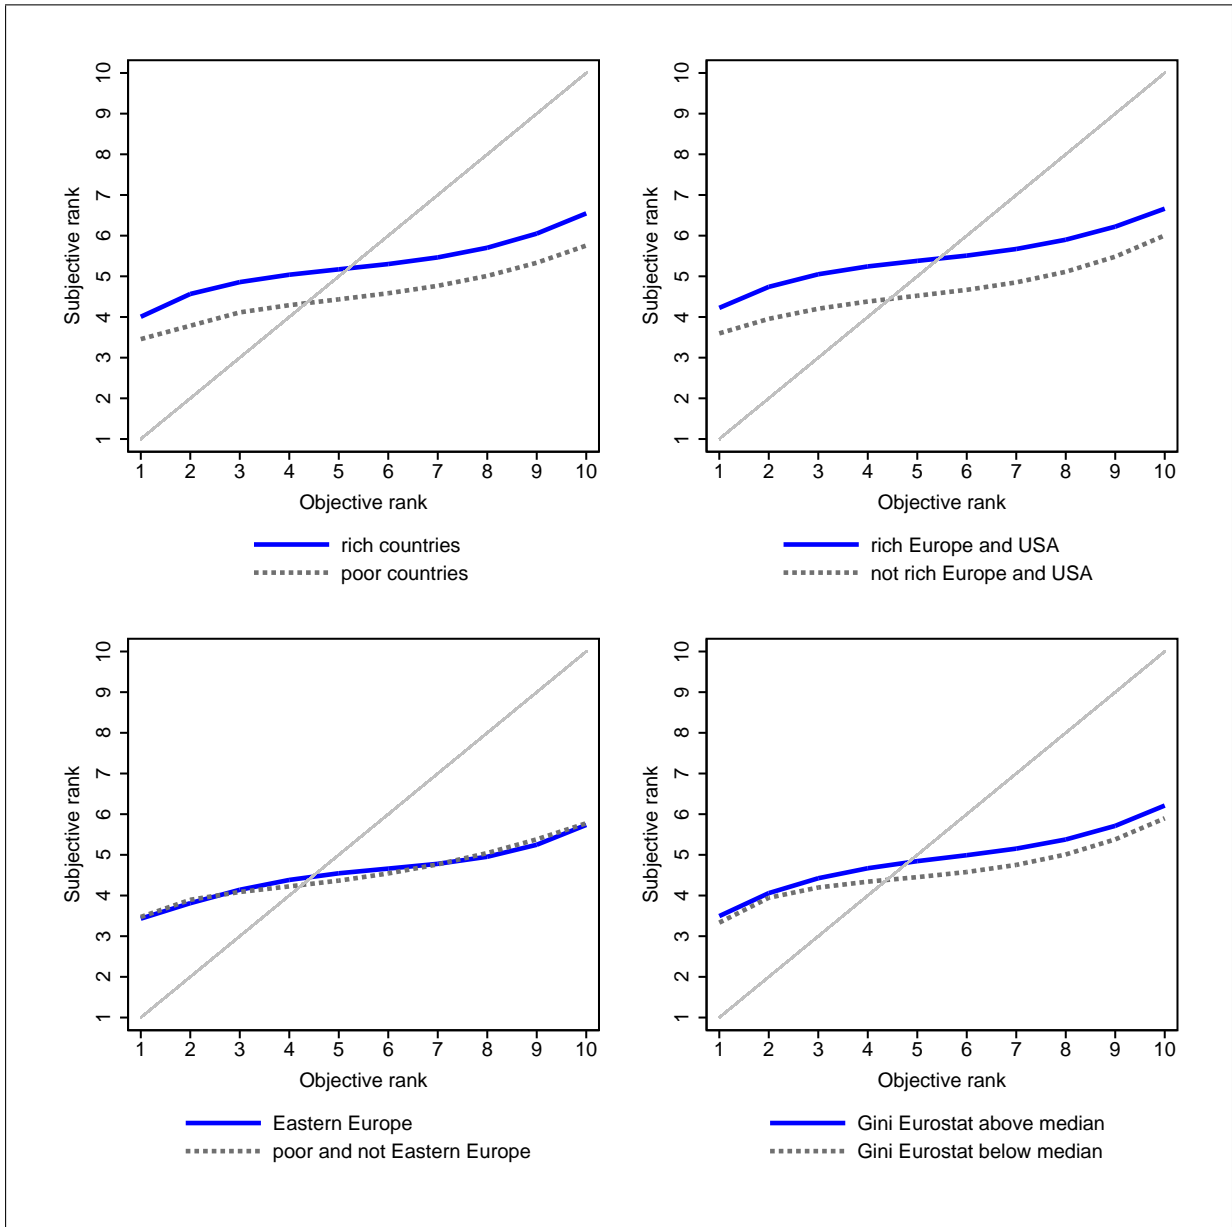 10
9
8
7
6
5
4
3
2
1
Subjective rank
1 2 3 4 5 6 7 8 9 10
Objective rank
rich countries
poor countries
10
9
8
7
6
5
4
3
2
1
Subjective rank
1 2 3 4 5 6 7 8 9 10
Objective rank
rich Europe and USA
not rich Europe and USA
10
9
8
7
6
5
4
3
2
1
Subjective rank
1 2 3 4 5 6 7 8 9 10
Objective rank
Eastern Europe
poor and not Eastern Europe
10
9
8
7
6
5
4
3
2
1
Subjective rank
1 2 3 4 5 6 7 8 9 10
Objective rank
Gini Eurostat above median
Gini Eurostat below median